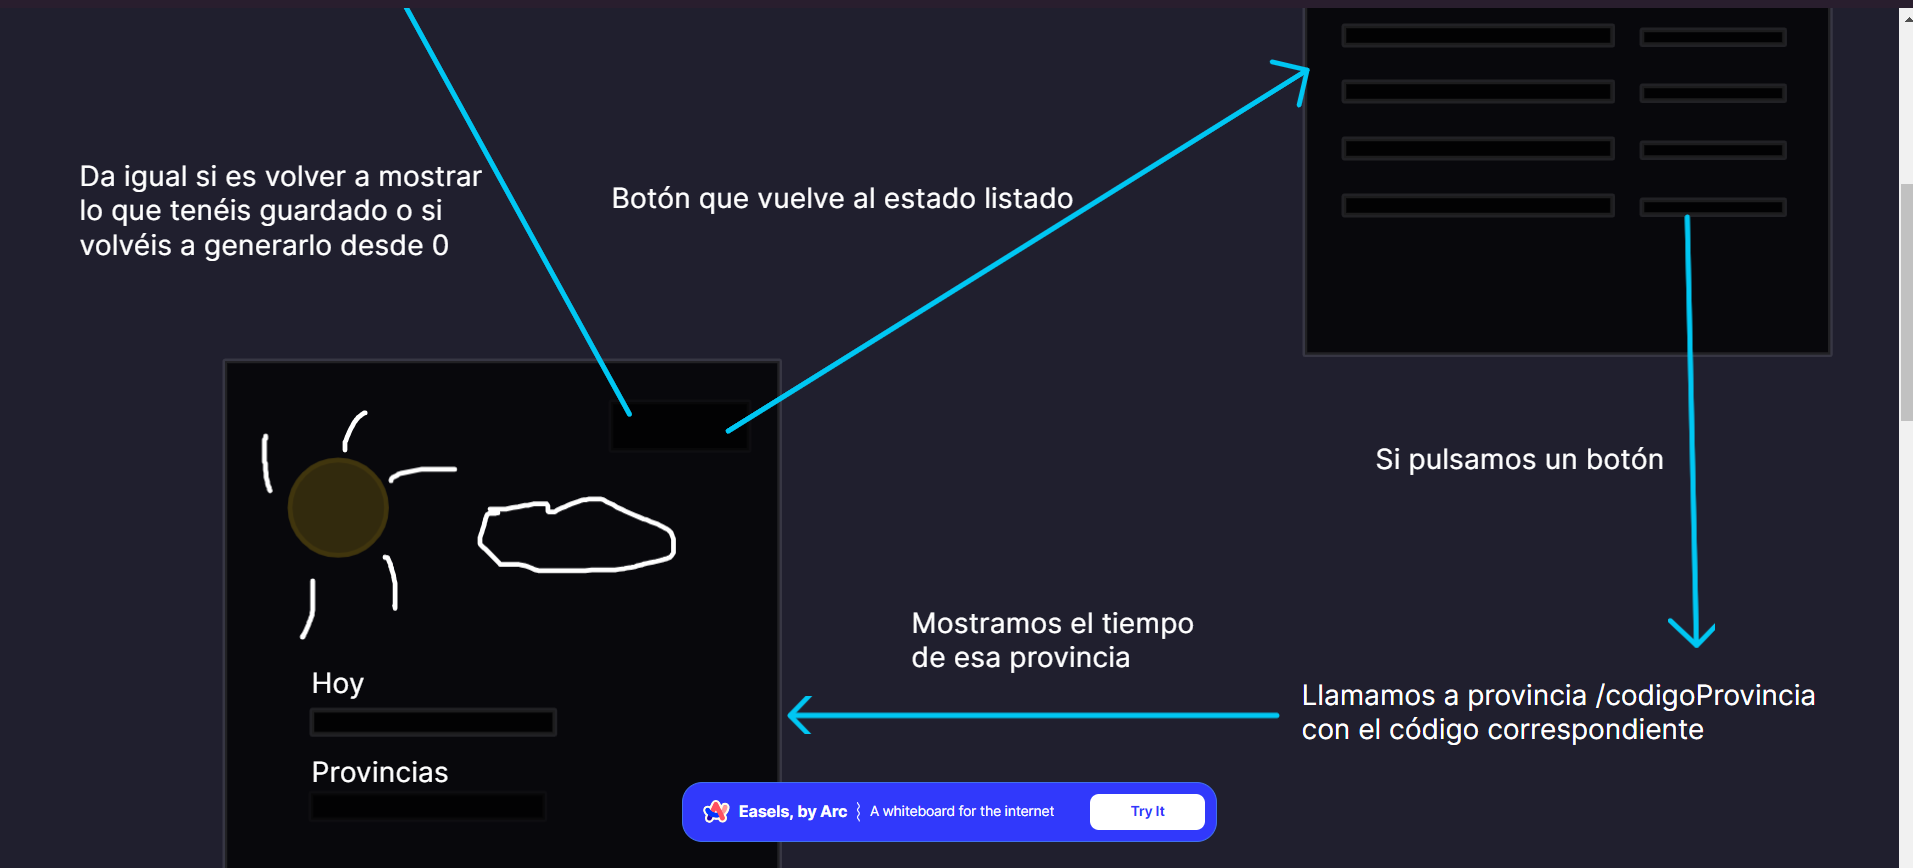 Da igual si es volver a mostrar
lo que tenéis guardado o si
volvéis a generarlo desde 0
Botón que vuelve al estado listado
Si pulsamos un botón
Mostramos el tiempo
de esa provincia
Llamamos a provincia /codigoProvincia
con el código correspondiente
Hoy
Provincias
Easels, by Arc
A whiteboard for the internet
Try It